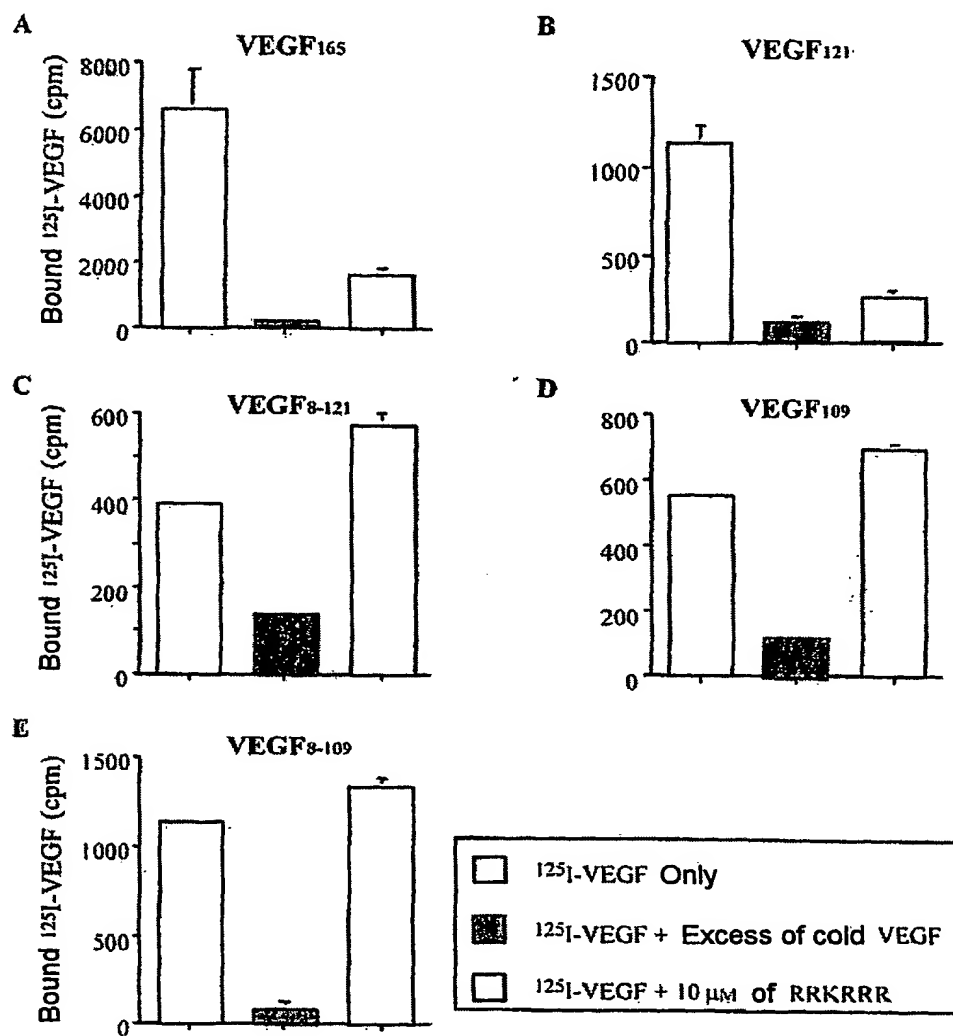 A
VEGF165
Bound 125I-VEGF (cpm)
8000
6000
4000
2000
0
B
VEGF121
1500
1000
500
0
C
VEGF8-121
Bound 125I-VEGF (cpm)
600
400
200
0
D
VEGF109
800
600
400
200
0
E
VEGF8-109
Bound 125I-VEGF (cpm)
1500
1000
500
0
125I-VEGF Only
125I-VEGF + Excess of cold VEGF
125I-VEGF + 10 μM of RRKRRR